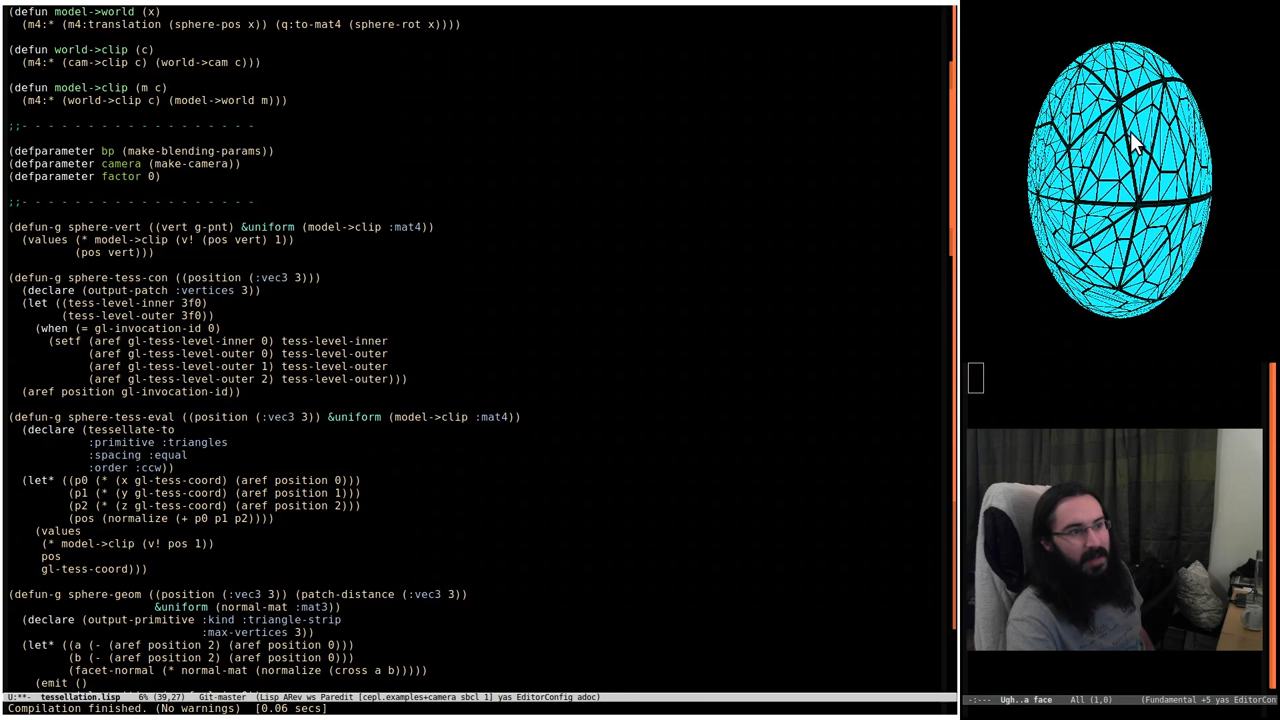 (defun model->world (x)
  (m4:* (m4:translation (sphere-pos x)) (q:to-mat4 (sphere-rot x))))
(defun world->clip (c)
  (m4:* (cam->clip c) (world->cam c)))
(defun model->clip (m c)
  (m4:* (world->clip c) (model->world m)))
;;- - - - - - - - - - - - - - - - - -
(defparameter bp (make-blending-params))
(defparameter camera (make-camera))
(defparameter factor 0)
;;- - - - - - - - - - - - - - - - - -
(defun-g sphere-vert ((vert g-pnt) &uniform (model->clip :mat4))
  (values (* model->clip (v! (pos vert) 1))
          (pos vert)))
(defun-g sphere-tess-con ((position (:vec3 3)))
  (declare (output-patch :vertices 3))
  (let ((tess-level-inner 3f0)
        (tess-level-outer 3f0))
    (when (= gl-invocation-id 0)
      (setf (aref gl-tess-level-inner 0) tess-level-inner
            (aref gl-tess-level-outer 0) tess-level-outer
            (aref gl-tess-level-outer 1) tess-level-outer
            (aref gl-tess-level-outer 2) tess-level-outer)))
  (aref position gl-invocation-id))
(defun-g sphere-tess-eval ((position (:vec3 3)) &uniform (model->clip :mat4))
  (declare (tessellate-to
            :primitive :triangles
            :spacing :equal
            :order :ccw))
  (let* ((p0 (* (x gl-tess-coord) (aref position 0)))
         (p1 (* (y gl-tess-coord) (aref position 1)))
         (p2 (* (z gl-tess-coord) (aref position 2)))
         (pos (normalize (+ p0 p1 p2))))
    (values
     (* model->clip (v! pos 1))
     pos
     gl-tess-coord)))
(defun-g sphere-geom ((position (:vec3 3)) (patch-distance (:vec3 3))
                      &uniform (normal-mat :mat3))
  (declare (output-primitive :kind :triangle-strip
                             :max-vertices 3))
  (let* ((a (- (aref position 2) (aref position 0)))
         (b (- (aref position 2) (aref position 0)))
         (facet-normal (* normal-mat (normalize (cross a b)))))
    (emit ()
U:**-  tessellation.lisp   6% (39,27)   Git-master  (Lisp ARev ws Paredit [cepl.examples+camera sbcl 1] yas EditorConfig adoc)
Compilation finished. (No warnings)  [0.06 secs]
-:---  Ugh..a face   All (1,0)     (Fundamental +5 yas EditorCon